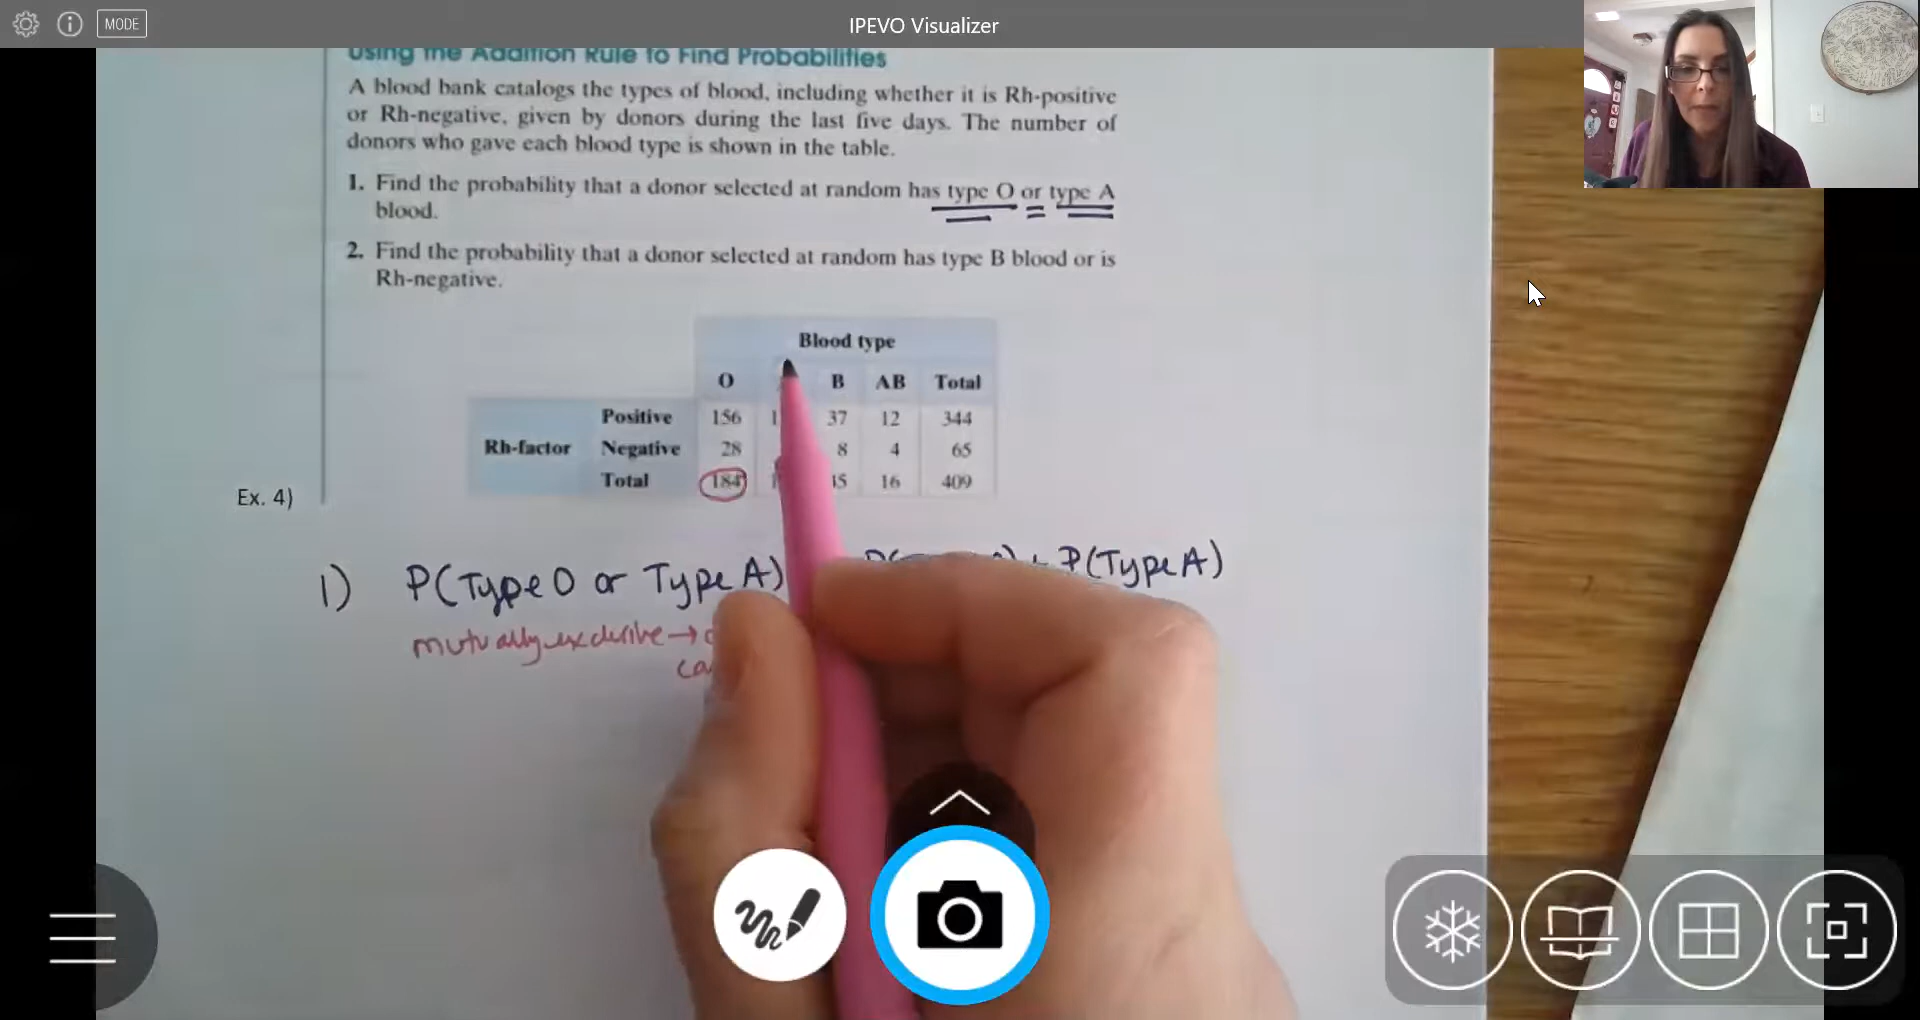 MODE
IPEVO Visualizer
Using the Addition Rule to Find Probabilities
A blood bank catalogs the types of blood, including whether it is Rh-positive
or Rh-negative, given by donors during the last five days. The number of
donors who gave each blood type is shown in the table.
1. Find the probability that a donor selected at random has type O or type A
blood.
2. Find the probability that a donor selected at random has type B blood or is
Rh-negative.
Blood type
O B AB Total
Positive 156 37 12 344
Rh-factor Negative 28 8 4 65
Total 184 16 409
Ex. 4)
1) P(Type O or Type A) + P(Type A)
mutually exclusive →